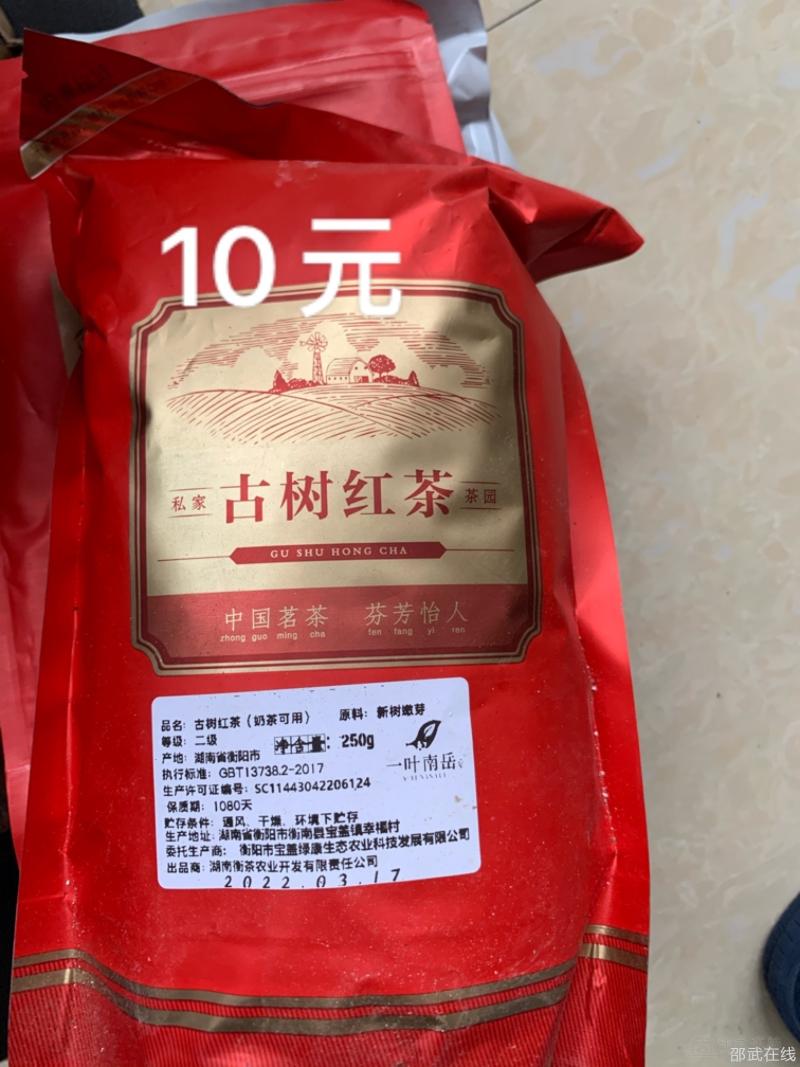 10元
私家 古树红茶 茶园
GU SHU HONG CHA
中国茗茶 芬芳怡人
zhong guo ming cha fen fang yi ren
品名: 古树红茶(奶茶可用) 原料: 新树嫩芽
等级: 二级 净含量: 250g
产地: 湖南省衡阳市
一叶南岳
执行标准: GBT13738.2-2017
生产许可证编号: SC11443042206124
保质期: 1080天
贮存条件: 通风、干燥、环境下贮存
生产地址: 湖南省衡阳市衡南县宝盖镇幸福村
委托生产商: 衡阳市宝盖绿康生态农业科技发展有限公司
出品商: 湖南衡茶农业开发有限责任公司
2022.03.17
邵武在线